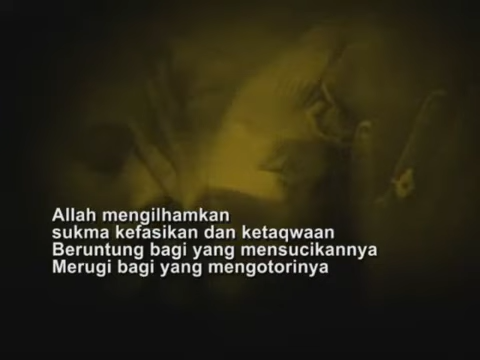 Allah mengilhamkan
sukma kefasikan dan ketaqwaan
Beruntung bagi yang mensucikannya
Merugi bagi yang mengotorinya